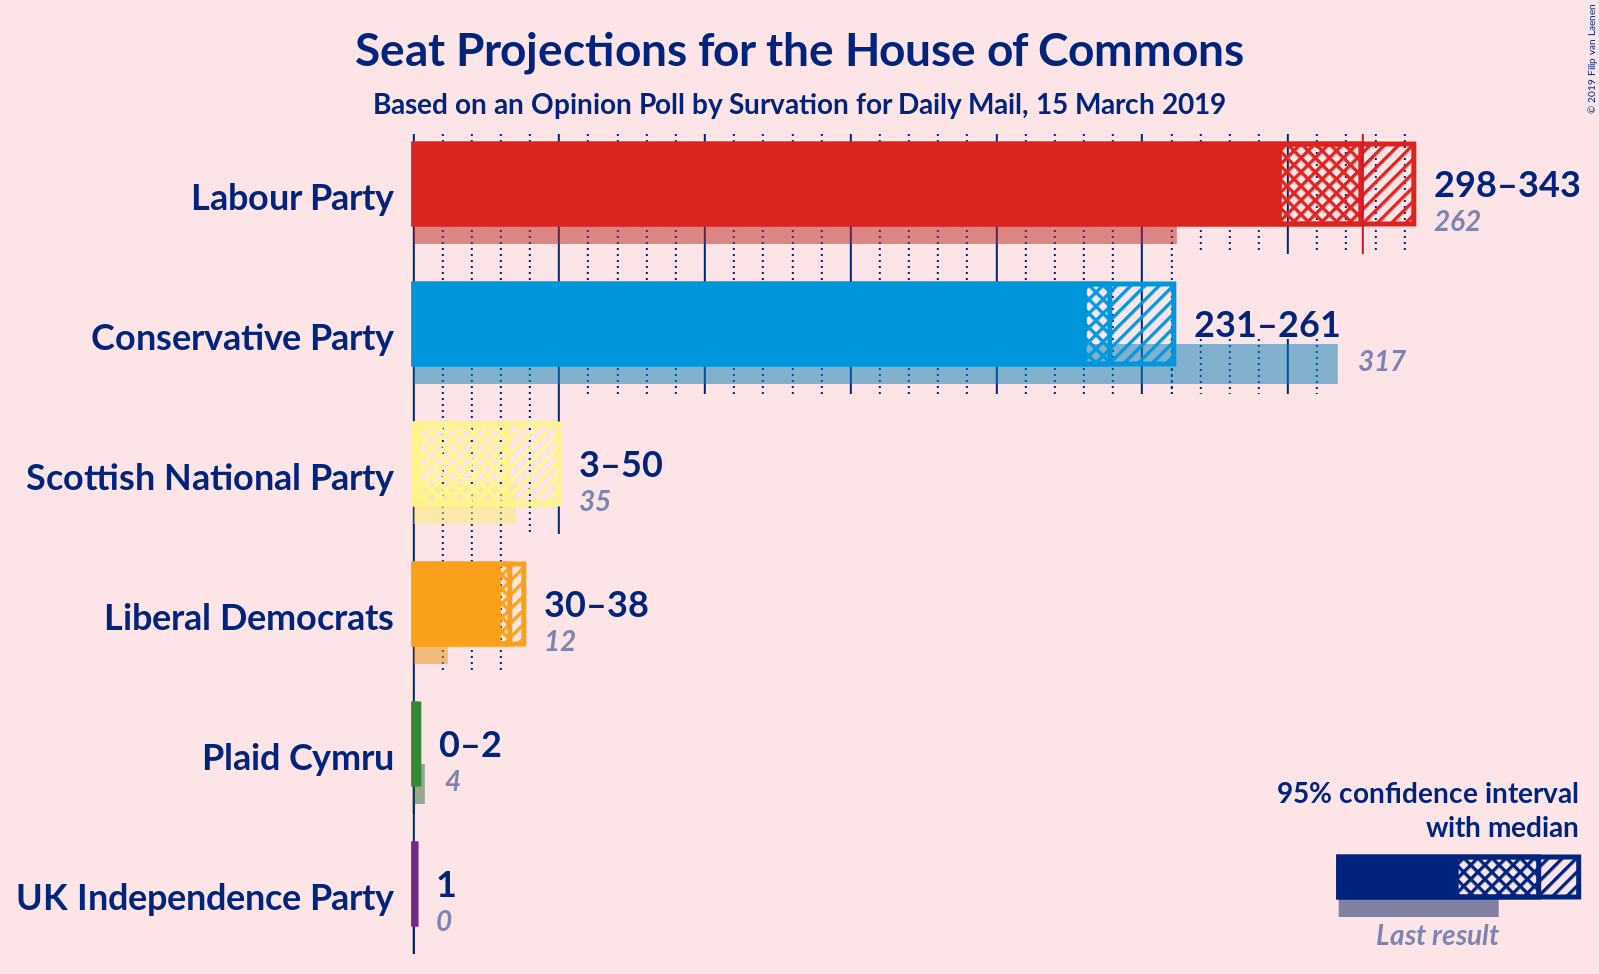 Seat Projections for the House of Commons
Based on an Opinion Poll by Survation for Daily Mail, 15 March 2019
© 2019 Filip van Laenen
Labour Party
298–343
262
Conservative Party
231–261
317
Scottish National Party
3–50
35
Liberal Democrats
30–38
12
Plaid Cymru
0–2
4
UK Independence Party
1
0
95% confidence interval
with median
Last result